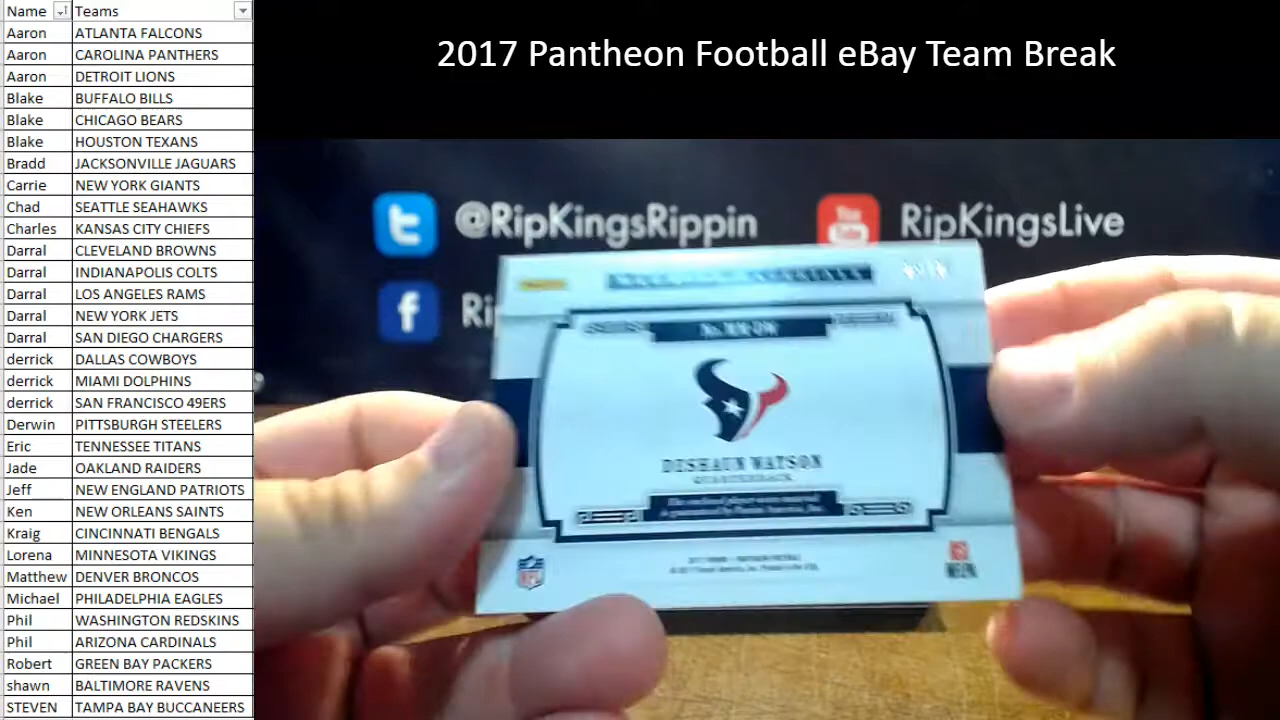 Name Teams
Aaron ATLANTA FALCONS
Aaron CAROLINA PANTHERS
Aaron DETROIT LIONS
Blake BUFFALO BILLS
Blake CHICAGO BEARS
Blake HOUSTON TEXANS
Bradd JACKSONVILLE JAGUARS
Carrie NEW YORK GIANTS
Chad SEATTLE SEAHAWKS
Charles KANSAS CITY CHIEFS
Darral CLEVELAND BROWNS
Darral INDIANAPOLIS COLTS
Darral LOS ANGELES RAMS
Darral NEW YORK JETS
Darral SAN DIEGO CHARGERS
derrick DALLAS COWBOYS
derrick MIAMI DOLPHINS
derrick SAN FRANCISCO 49ERS
Derwin PITTSBURGH STEELERS
Eric TENNESSEE TITANS
Jade OAKLAND RAIDERS
Jeff NEW ENGLAND PATRIOTS
Ken NEW ORLEANS SAINTS
Kraig CINCINNATI BENGALS
Lorena MINNESOTA VIKINGS
Matthew DENVER BRONCOS
Michael PHILADELPHIA EAGLES
Phil WASHINGTON REDSKINS
Phil ARIZONA CARDINALS
Robert GREEN BAY PACKERS
shawn BALTIMORE RAVENS
STEVEN TAMPA BAY BUCCANEERS
2017 Pantheon Football eBay Team Break
@RipKingsRippin
You Tube RipKingsLive
Rip
DESHAUN WATSON
QUARTERBACK
NFL